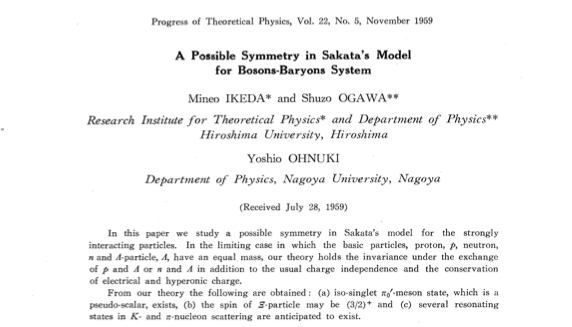 Progress of Theoretical Physics, Vol. 22, No. 5, November 1959
A Possible Symmetry in Sakata's Model
for Bosons-Baryons System
Mineo IKEDA* and Shuzo OGAWA**
Research Institute for Theoretical Physics* and Department of Physics**
Hiroshima University, Hiroshima
Yoshio OHNUKI
Department of Physics, Nagoya University, Nagoya
(Received July 28, 1959)
In this paper we study a possible symmetry in Sakata's model for the strongly
interacting particles. In the limiting case in which the basic particles, proton, p, neutron,
n and Λ-particle, Λ, have an equal mass, our theory holds the invariance under the exchange
of p and Λ or n and Λ in addition to the usual charge independence and the conservation
of electrical and hyperonic charge.
From our theory the following are obtained : (a) iso-singlet π₀′-meson state, which is a
pseudo-scalar, exists, (b) the spin of Ξ-particle may be (3/2)⁺ and (c) several resonating
states in K- and π-nucleon scattering are anticipated to exist.